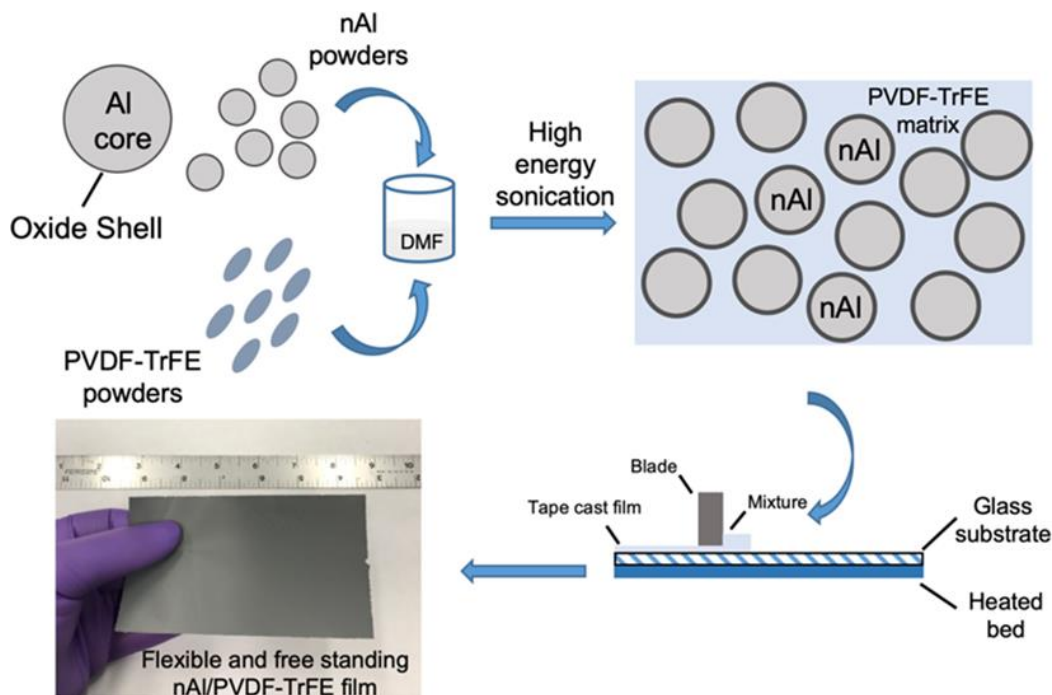 nAl
powders
Al
core
Oxide Shell
DMF
High
energy
sonication
PVDF-TrFE
matrix
nAl
nAl
nAl
PVDF-TrFE
powders
Blade
Tape cast film
Mixture
Glass
substrate
Heated
bed
Flexible and free standing
nAl/PVDF-TrFE film